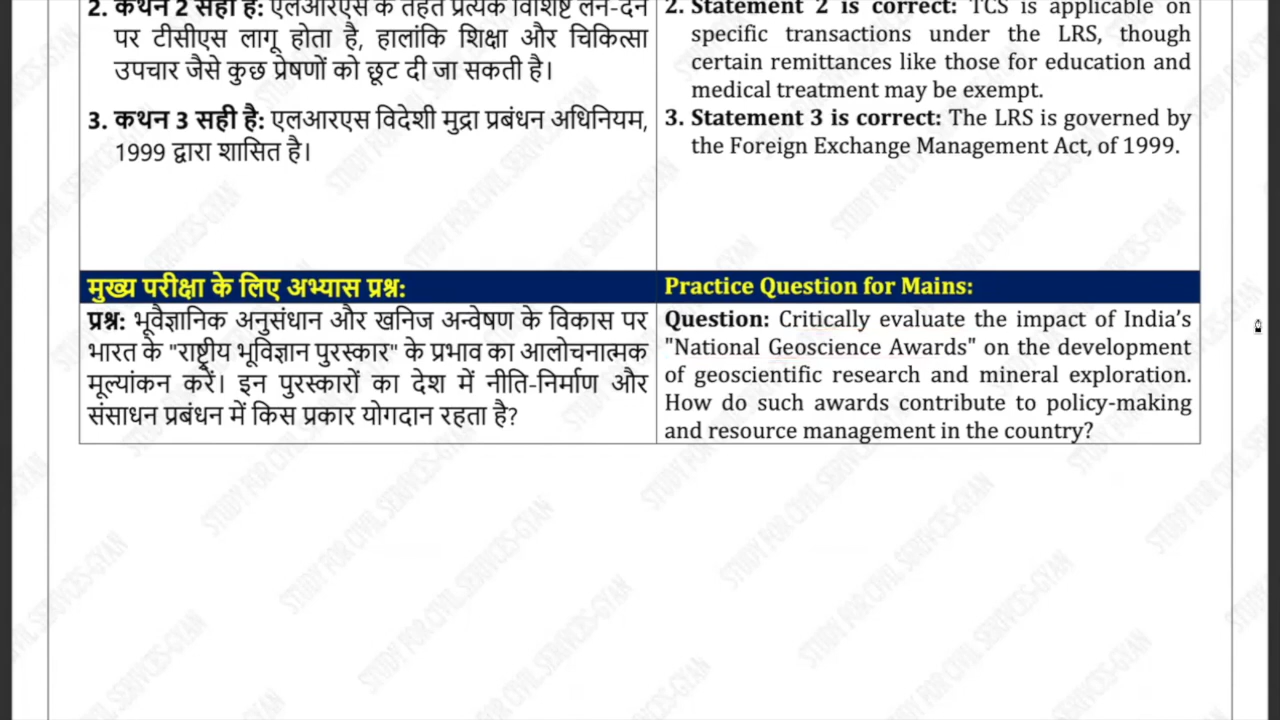 2. कथन 2 सही है: एलआरएस के तहत प्रत्येक विशिष्ट लेन-देन
पर टीसीएस लागू होता है, हालांकि शिक्षा और चिकित्सा
उपचार जैसे कुछ प्रेषणों को छूट दी जा सकती है।
3. कथन 3 सही है: एलआरएस विदेशी मुद्रा प्रबंधन अधिनियम,
1999 द्वारा शासित है।
2. Statement 2 is correct: TCS is applicable on
specific transactions under the LRS, though
certain remittances like those for education and
medical treatment may be exempt.
3. Statement 3 is correct: The LRS is governed by
the Foreign Exchange Management Act, of 1999.
मुख्य परीक्षा के लिए अभ्यास प्रश्न:
Practice Question for Mains:
प्रश्न: भूवैज्ञानिक अनुसंधान और खनिज अन्वेषण के विकास पर
भारत के "राष्ट्रीय भूविज्ञान पुरस्कार" के प्रभाव का आलोचनात्मक
मूल्यांकन करें। इन पुरस्कारों का देश में नीति-निर्माण और
संसाधन प्रबंधन में किस प्रकार योगदान रहता है?
Question: Critically evaluate the impact of India’s
"National Geoscience Awards" on the development
of geoscientific research and mineral exploration.
How do such awards contribute to policy-making
and resource management in the country?
STUDY FOR CIVIL SERIVCES-GYAN